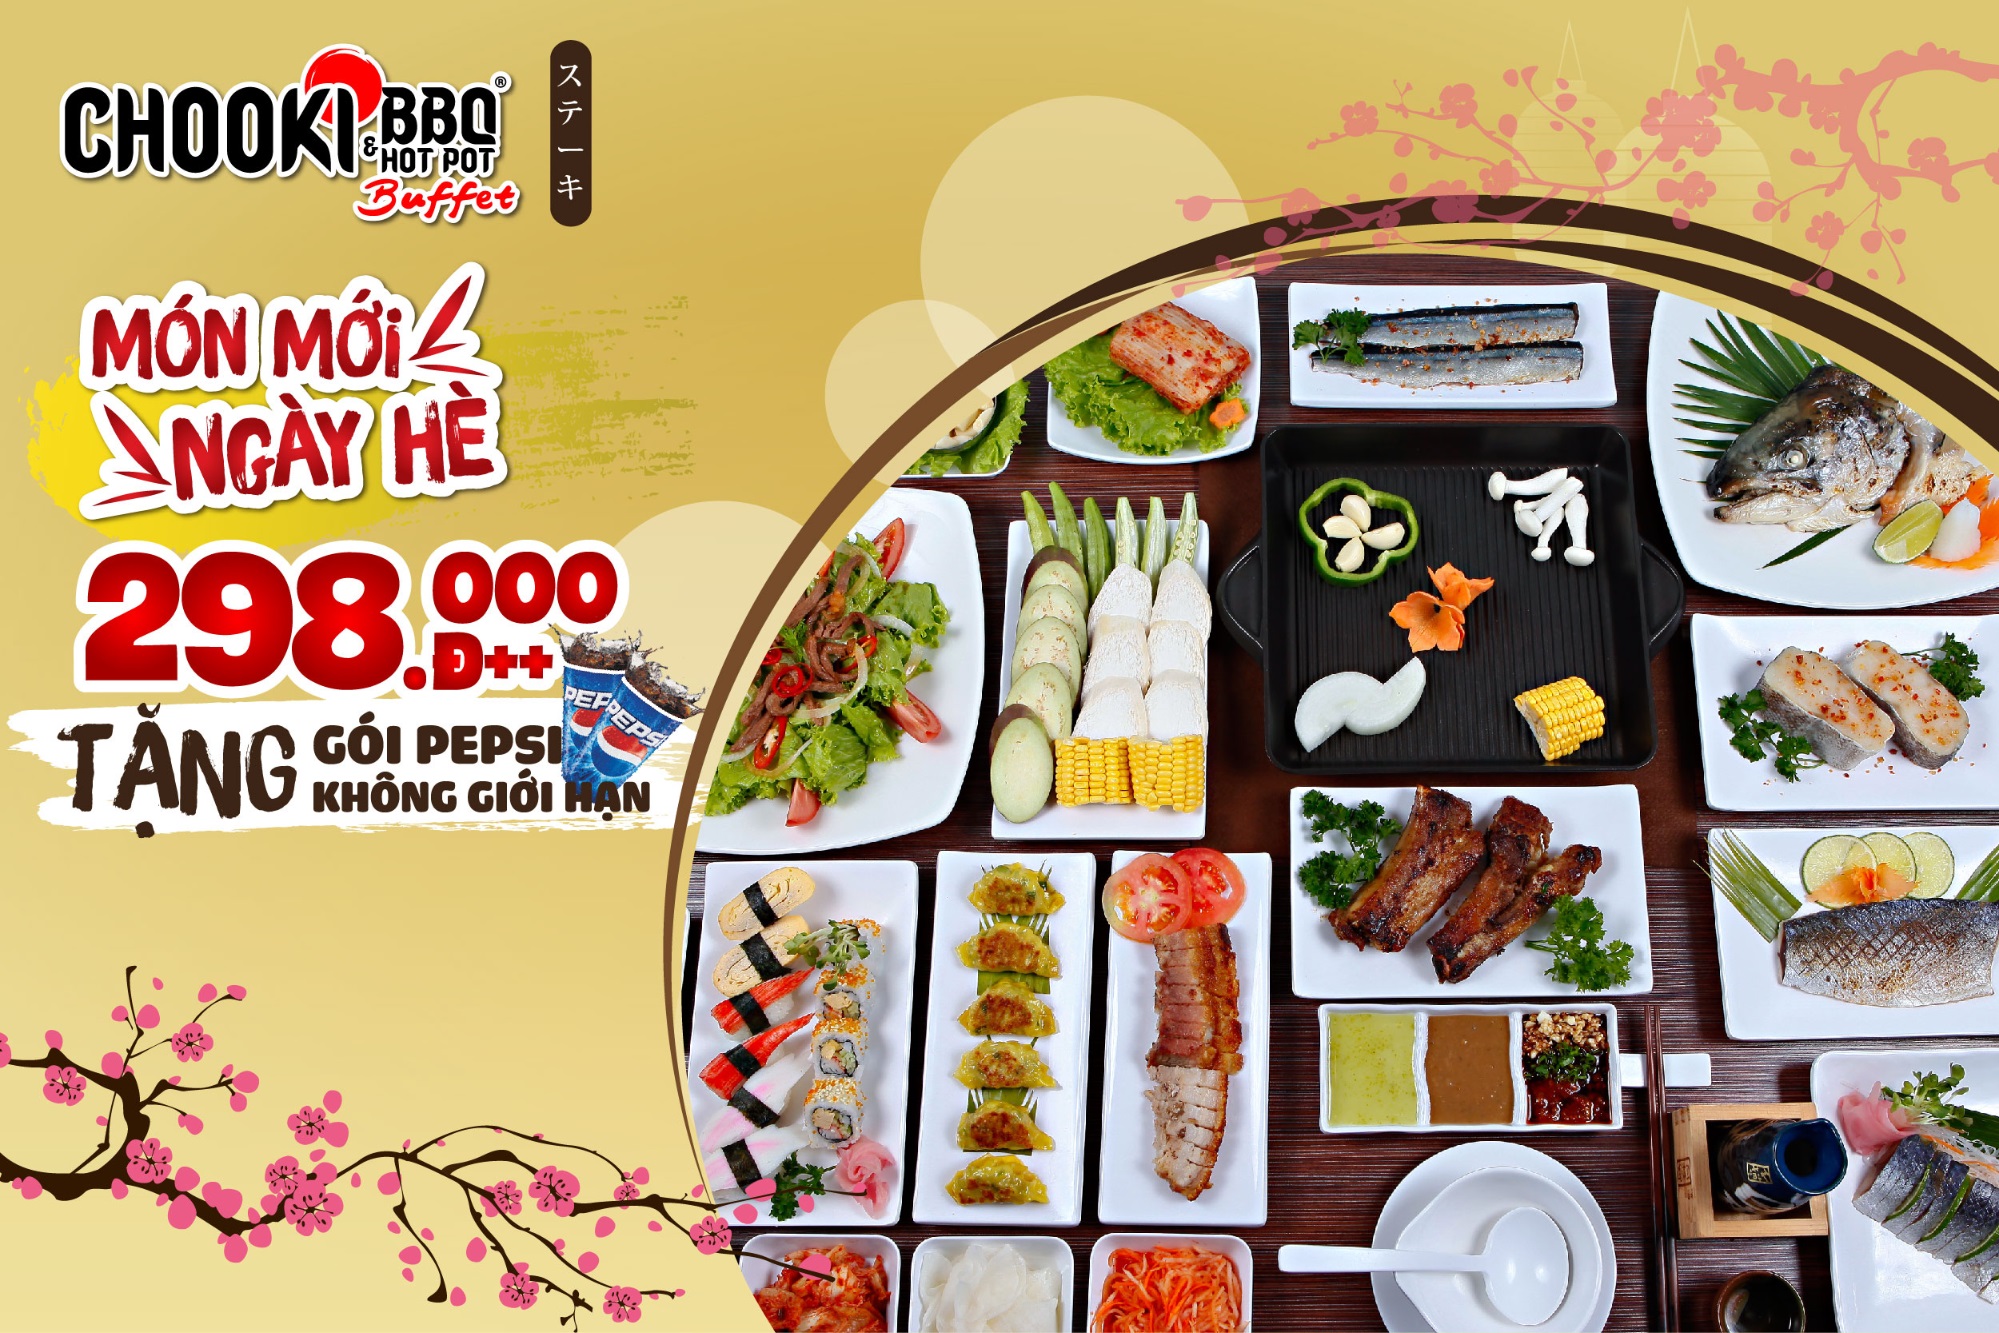 CHOOKI BBQ®
& HOT POT
Buffet
ステーキ
MÓN MỚI
NGÀY HÈ
298.000
Đ++
TẶNG GÓI PEPSI
KHÔNG GIỚI HẠN
PEPSI